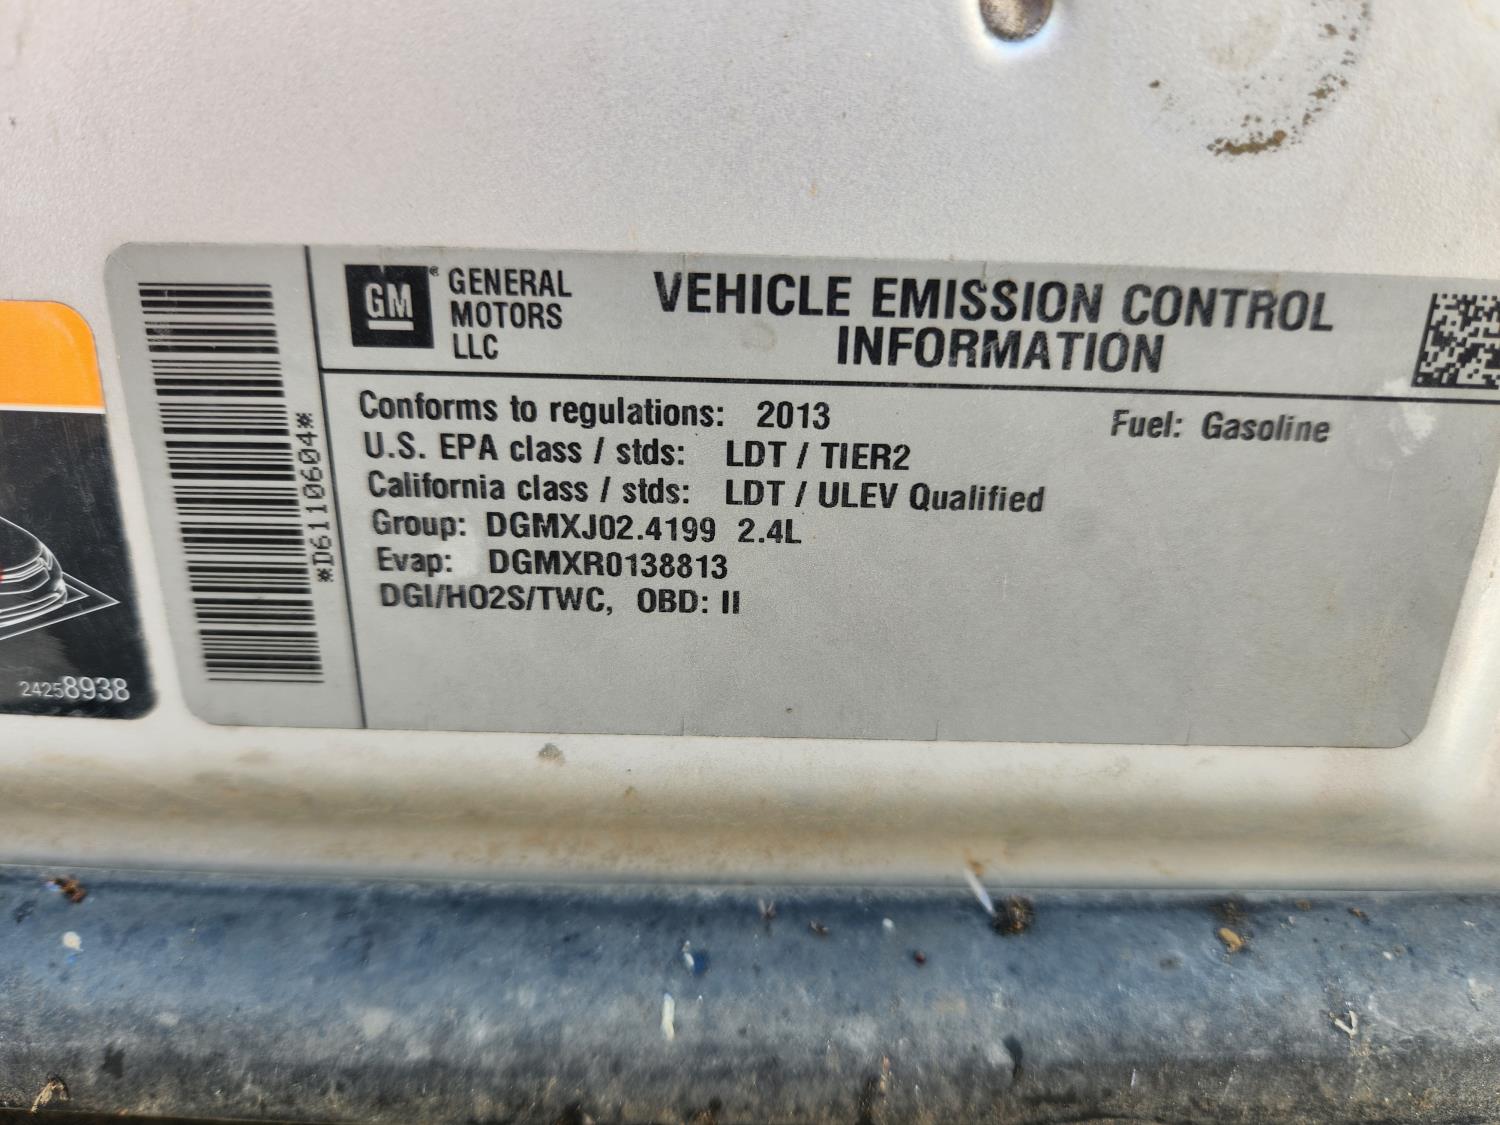 GM
GENERAL
MOTORS
LLC
VEHICLE EMISSION CONTROL
INFORMATION
Conforms to regulations: 2013
Fuel: Gasoline
U.S. EPA class / stds: LDT / TIER2
California class / stds: LDT / ULEV Qualified
Group: DGMXJ02.4199 2.4L
Evap: DGMXR0138813
DGI/HO2S/TWC, OBD: II
*D6110604*
24258938